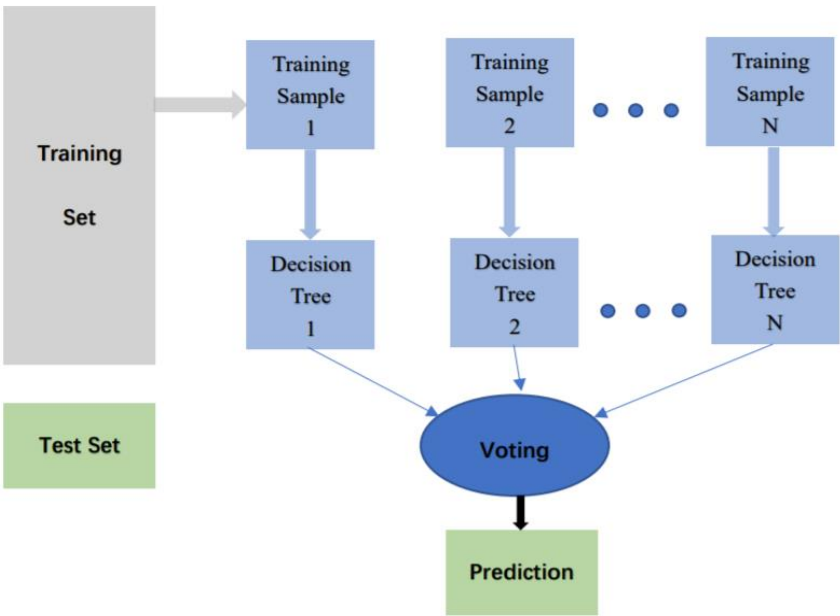 Training
Set
Training
Sample
1
Training
Sample
2
Training
Sample
N
Decision
Tree
1
Decision
Tree
2
Decision
Tree
N
Test Set
Voting
Prediction